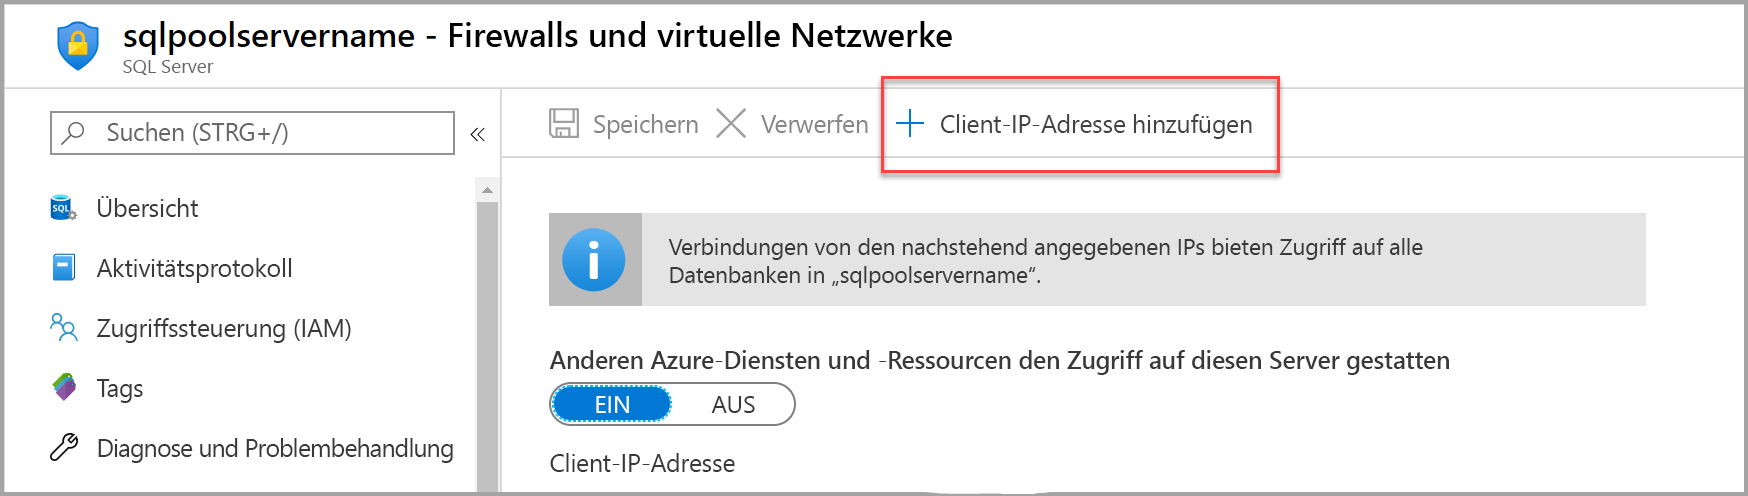 sqlpoolservername - Firewalls und virtuelle Netzwerke
SQL Server
Suchen (STRG+/)
«
Übersicht
Aktivitätsprotokoll
Zugriffssteuerung (IAM)
Tags
Diagnose und Problembehandlung
Speichern
Verwerfen
Client-IP-Adresse hinzufügen
Verbindungen von den nachstehend angegebenen IPs bieten Zugriff auf alle
Datenbanken in „sqlpoolservername“.
Anderen Azure-Diensten und -Ressourcen den Zugriff auf diesen Server gestatten
EIN AUS
Client-IP-Adresse